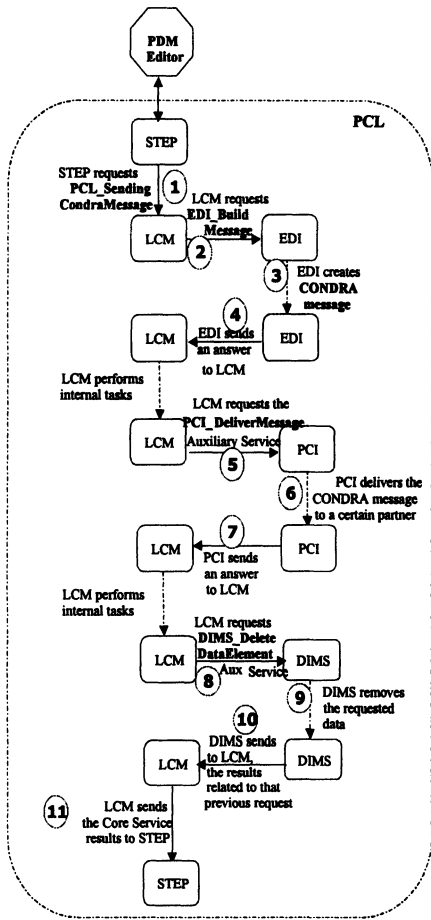 PDM
Editor
PCL
STEP
STEP requests
PCL_Sending
CondraMessage
1
LCM requests
EDI_Build
Message
LCM
2
EDI
3
EDI creates
CONDRA
message
4
LCM
EDI sends
an answer
to LCM
EDI
LCM performs
internal tasks
LCM requests the
PCI_DeliverMessage
Auxiliary Service
LCM
5
PCI
6
PCI delivers the
CONDRA message
to a certain partner
7
LCM
PCI sends
an answer
to LCM
PCI
LCM performs
internal tasks
LCM requests
DIMS_Delete
DataElement
Aux Service
LCM
8
DIMS
9
DIMS removes
the requested
data
10
DIMS sends
to LCM,
the results
related to that
previous request
LCM
DIMS
11
LCM sends
the Core Service
results to STEP
STEP